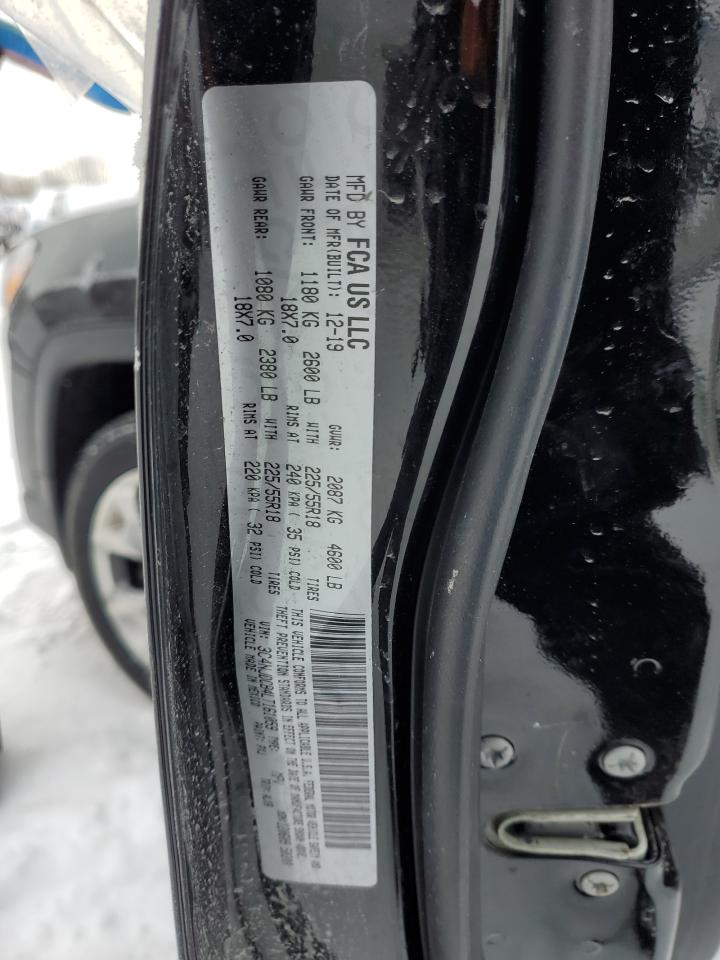 MFD BY FCA US LLC
DATE OF MFR(BUILT): 12-19 GVWR: 2087 KG 4600 LB
GAWR FRONT: 1180 KG 2600 LB WITH 225/55R18 TIRES
18X7.0 RIMS AT 240 KPA ( 35 PSI) COLD
GAWR REAR: 1080 KG 2380 LB WITH 225/55R18 TIRES
18X7.0 RIMS AT 220 KPA ( 32 PSI) COLD
THIS VEHICLE CONFORMS TO ALL APPLICABLE U.S.A. FEDERAL MOTOR VEHICLE SAFETY AND
THEFT PREVENTION STANDARDS IN EFFECT ON THE DATE OF MANUFACTURE SHOWN ABOVE.
VIN: TYPE: MPV
VEHICLE MADE IN MEXICO PAINT: